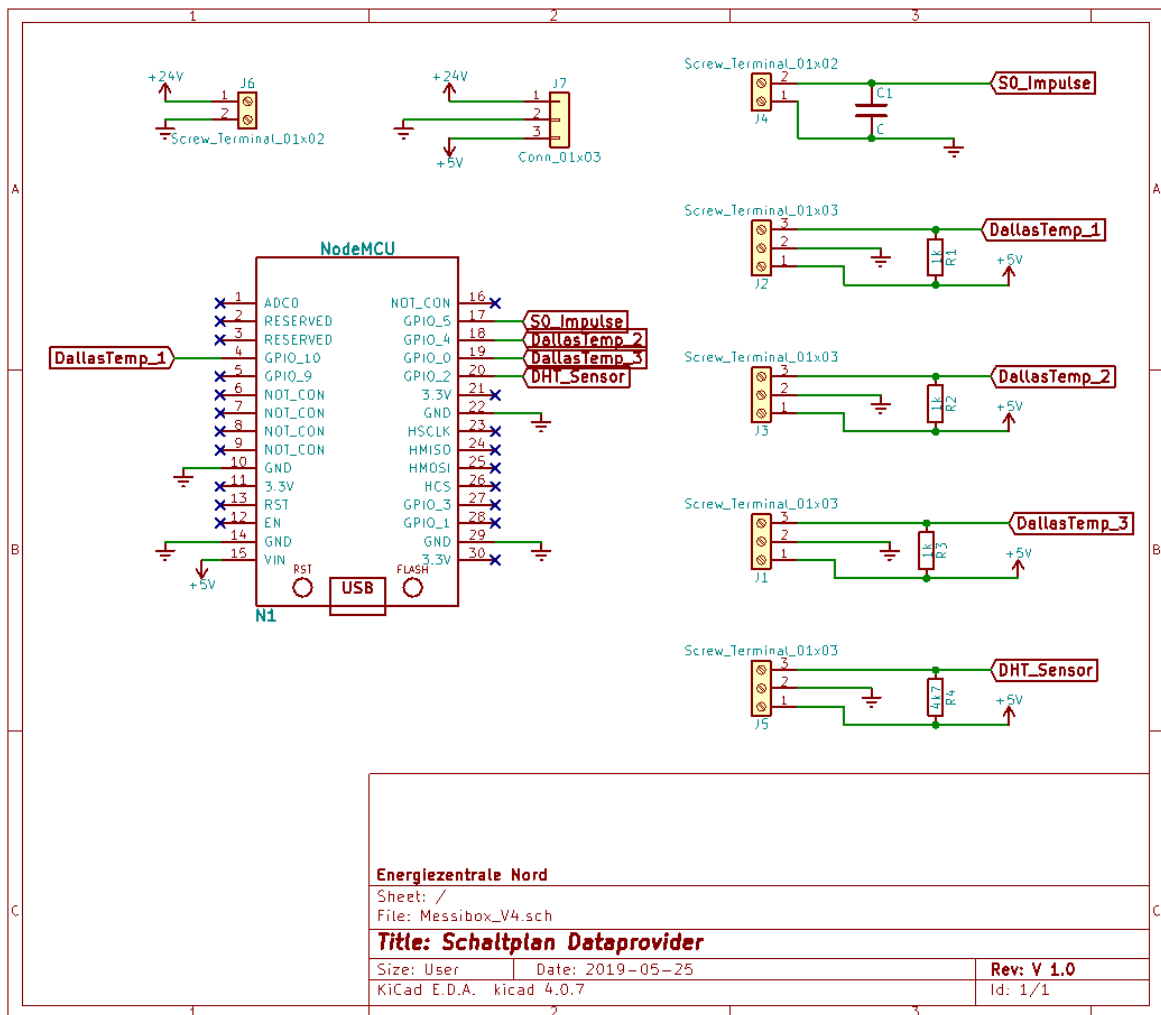 1 2 3
A B C
A B C
1 2 3
+24V
J6
1
2
Screw_Terminal_01x02
+24V
J7
1
2
3
+5V
Conn_01x03
Screw_Terminal_01x02
2
1
J4
C1
C
S0_Impulse
Screw_Terminal_01x03
3
2
1
J2
1k
R1
+5V
DallasTemp_1
Screw_Terminal_01x03
3
2
1
J3
1k
R2
+5V
DallasTemp_2
Screw_Terminal_01x03
3
2
1
J1
1k
R3
+5V
DallasTemp_3
Screw_Terminal_01x03
3
2
1
J5
4k7
R4
+5V
DHT_Sensor
NodeMCU
1 ADC0
2 RESERVED
3 RESERVED
DallasTemp_1 4 GPIO_10
5 GPIO_9
6 NOT_CON
7 NOT_CON
8 NOT_CON
9 NOT_CON
10 GND
11 3.3V
13 RST
12 EN
14 GND
15 VIN
+5V
NOT_CON 16
GPIO_5 17 S0_Impulse
GPIO_4 18 DallasTemp_2
GPIO_0 19 DallasTemp_3
GPIO_2 20 DHT_Sensor
3.3V 21
GND 22
HSCLK 23
HMISO 24
HMOSI 25
HCS 26
GPIO_3 27
GPIO_1 28
GND 29
3.3V 30
RST
USB
FLASH
N1
Energiezentrale Nord
Sheet: /
File: Messibox_V4.sch
Title: Schaltplan Dataprovider
Size: User Date: 2019-05-25 Rev: V 1.0
KiCad E.D.A. kicad 4.0.7 Id: 1/1